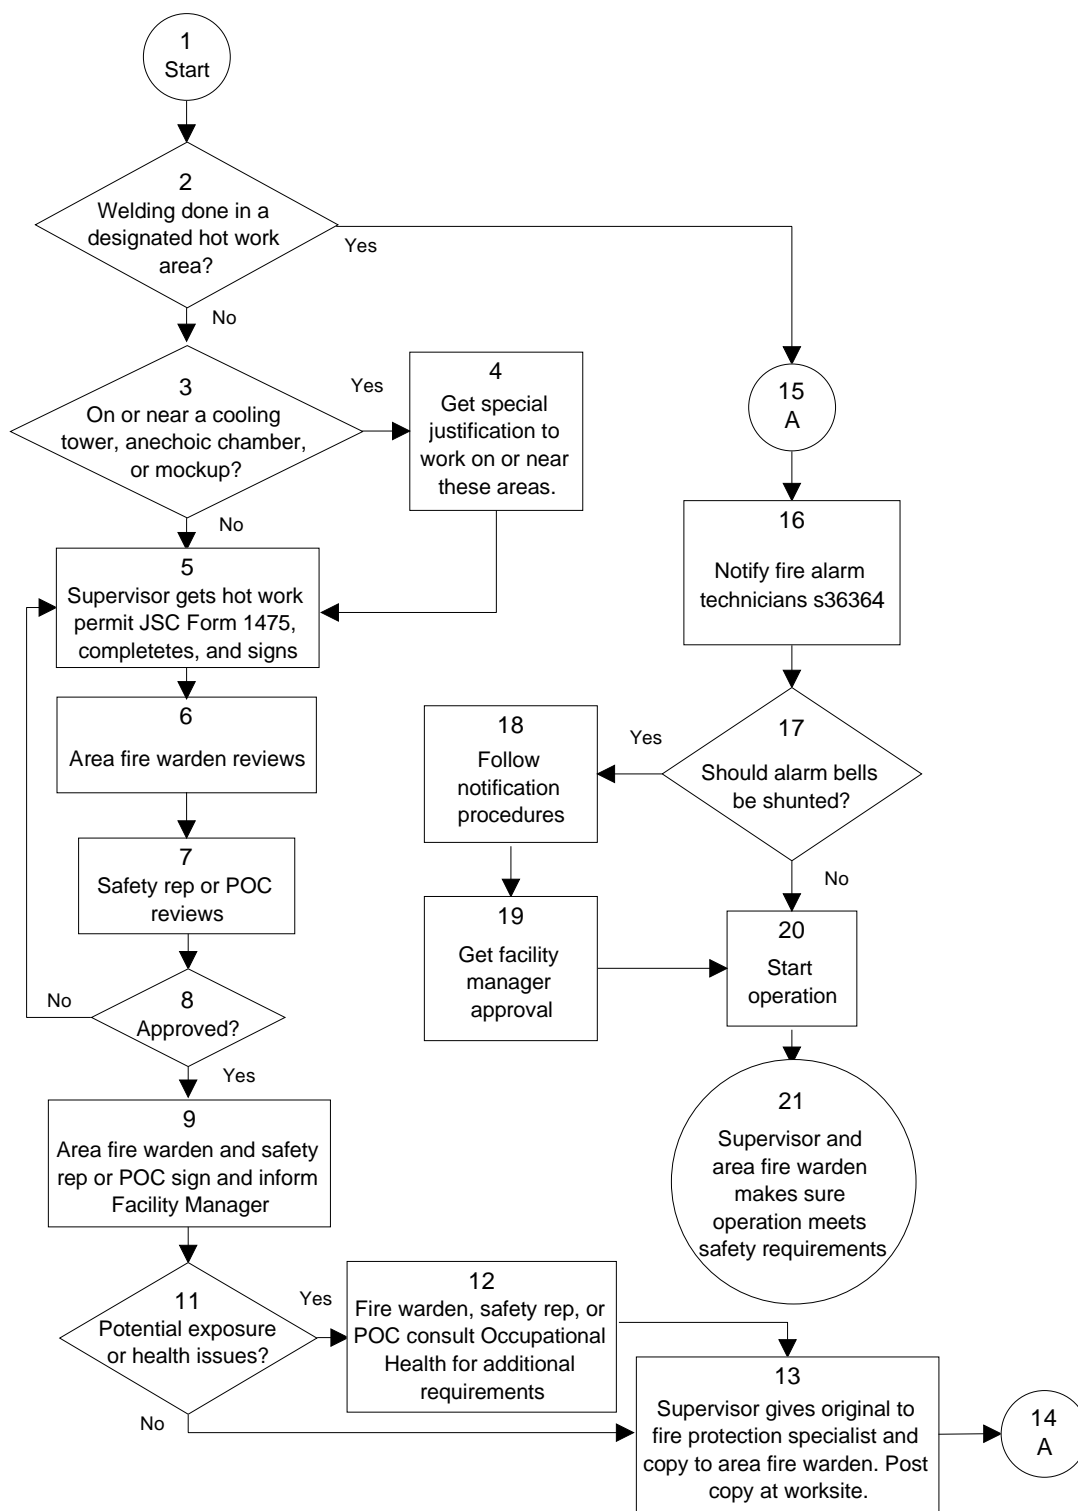 1
Start
2
Welding done in a
designated hot work
area?
Yes
No
3
On or near a cooling
tower, anechoic chamber,
or mockup?
Yes
No
4
Get special
justification to
work on or near
these areas.
5
Supervisor gets hot work
permit JSC Form 1475,
completetes, and signs
6
Area fire warden reviews
7
Safety rep or POC
reviews
8
Approved?
No
Yes
9
Area fire warden and safety
rep or POC sign and inform
Facility Manager
11
Potential exposure
or health issues?
Yes
No
12
Fire warden, safety rep, or
POC consult Occupational
Health for additional
requirements
13
Supervisor gives original to
fire protection specialist and
copy to area fire warden. Post
copy at worksite.
14
A
15
A
16
Notify fire alarm
technicians s36364
17
Should alarm bells
be shunted?
Yes
No
18
Follow
notification
procedures
19
Get facility
manager
approval
20
Start
operation
21
Supervisor and
area fire warden
makes sure
operation meets
safety requirements